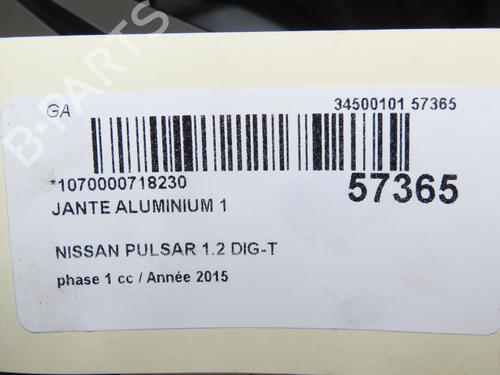 GA
34500101 57365
*1070000718230
57365
JANTE ALUMINIUM 1
NISSAN PULSAR 1.2 DIG-T
phase 1 cc / Année 2015
B-PARTS